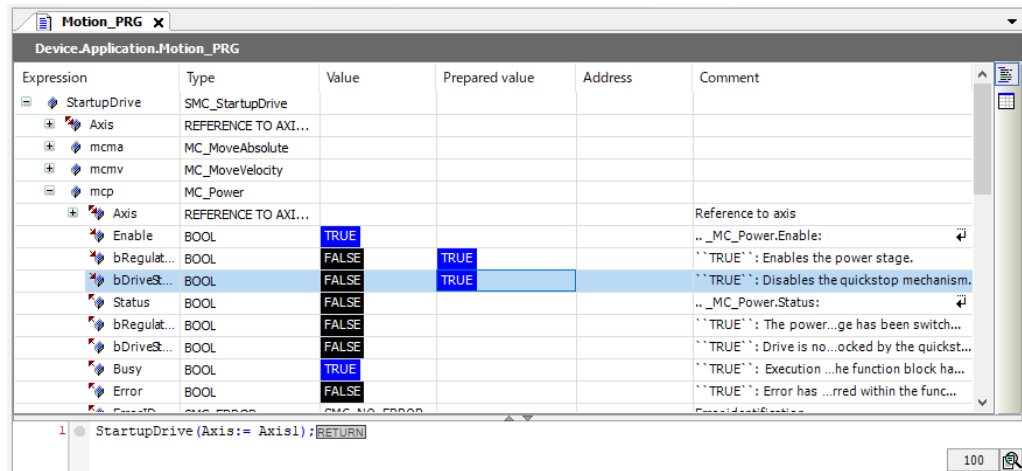 Motion_PRG
Device.Application.Motion_PRG
Expression Type Value Prepared value Address Comment
StartupDrive SMC_StartupDrive
Axis REFERENCE TO AXI...
mcma MC_MoveAbsolute
mcmv MC_MoveVelocity
mcp MC_Power
Axis REFERENCE TO AXI... Reference to axis
Enable BOOL TRUE .. _MC_Power.Enable:
bRegulat... BOOL FALSE TRUE ``TRUE``: Enables the power stage.
bDriveSt... BOOL FALSE TRUE ``TRUE``: Disables the quickstop mechanism.
Status BOOL FALSE .. _MC_Power.Status:
bRegulat... BOOL FALSE ``TRUE``: The power...ge has been switch...
bDriveSt... BOOL FALSE ``TRUE``: Drive is no...ocked by the quickst...
Busy BOOL TRUE ``TRUE``: Execution ...he function block ha...
Error BOOL FALSE ``TRUE``: Error has ...rred within the func...
ErrorID SMC_ERROR SMC_NO_ERROR Error identification
1 StartupDrive(Axis:= Axis1);RETURN
100